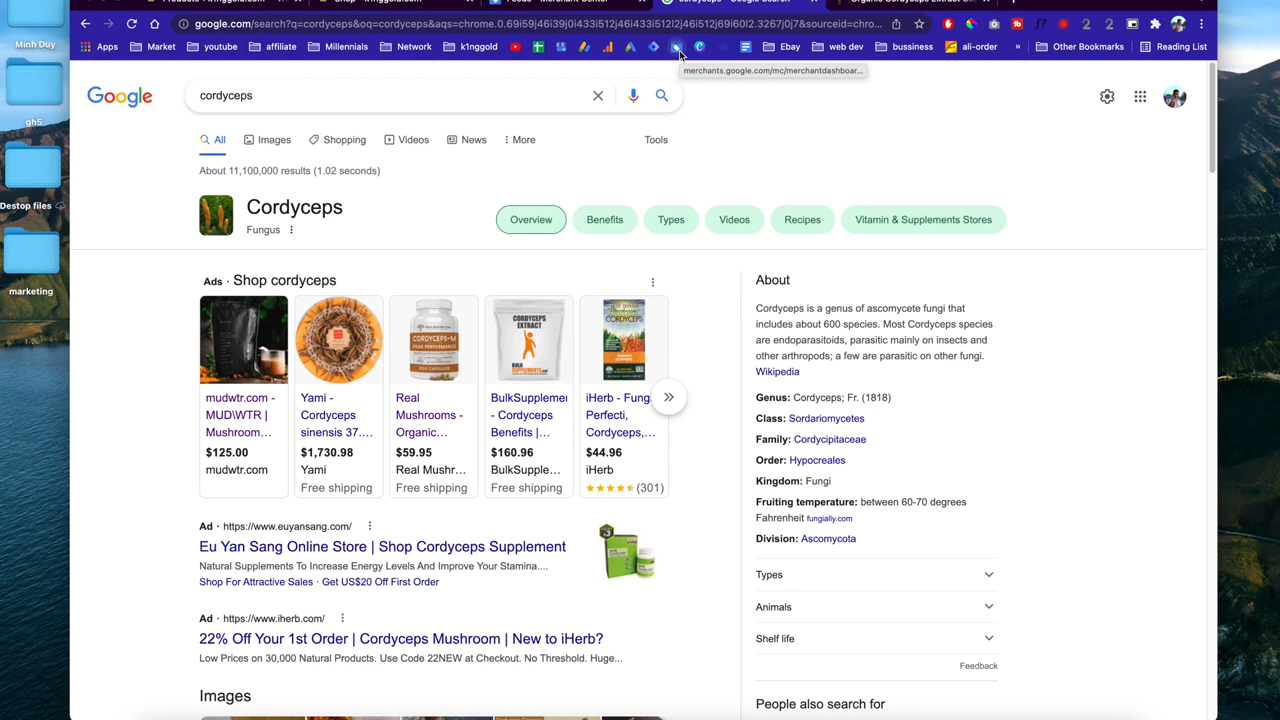 Minh Duy
gh5
Destop files
marketing
google.com/search?q=cordyceps&oq=cordyceps&aqs=chrome.0.69i59j46i39j0i433i512j46i433i512l2j46i512j69i60l2.3267j0j7&sourceid=chro...
Apps Market youtube affiliate Millennials Network k1nggold Ebay web dev bussiness ali-order » Other Bookmarks Reading List
merchants.google.com/mc/merchantdashboar...
Google
cordyceps
All Images Shopping Videos News More Tools
About 11,100,000 results (1.02 seconds)
Cordyceps
Fungus
Overview Benefits Types Videos Recipes Vitamin & Supplements Stores
Ads · Shop cordyceps
mudwtr.com -
MUD\WTR |
Mushroom...
$125.00
mudwtr.com
Yami -
Cordyceps
sinensis 37....
$1,730.98
Yami
Free shipping
CORDYCEPS-M
Real
Mushrooms -
Organic...
$59.95
Real Mushr...
Free shipping
CORDYCEPS
EXTRACT
BULK
SUPPLEMENTS
BulkSupplemer
- Cordyceps
Benefits |...
$160.96
BulkSupple...
Free shipping
CORDYCEPS
iHerb - Fung
Perfecti,
Cordyceps,...
$44.96
iHerb
(301)
Ad · https://www.euyansang.com/
Eu Yan Sang Online Store | Shop Cordyceps Supplement
Natural Supplements To Increase Energy Levels And Improve Your Stamina....
Shop For Attractive Sales · Get US$20 Off First Order
Ad · https://www.iherb.com/
22% Off Your 1st Order | Cordyceps Mushroom | New to iHerb?
Low Prices on 30,000 Natural Products. Use Code 22NEW at Checkout. No Threshold. Huge...
Images
About
Cordyceps is a genus of ascomycete fungi that
includes about 600 species. Most Cordyceps species
are endoparasitoids, parasitic mainly on insects and
other arthropods; a few are parasitic on other fungi.
Wikipedia
Genus: Cordyceps; Fr. (1818)
Class: Sordariomycetes
Family: Cordycipitaceae
Order: Hypocreales
Kingdom: Fungi
Fruiting temperature: between 60-70 degrees
Fahrenheit fungially.com
Division: Ascomycota
Types
Animals
Shelf life
Feedback
People also search for